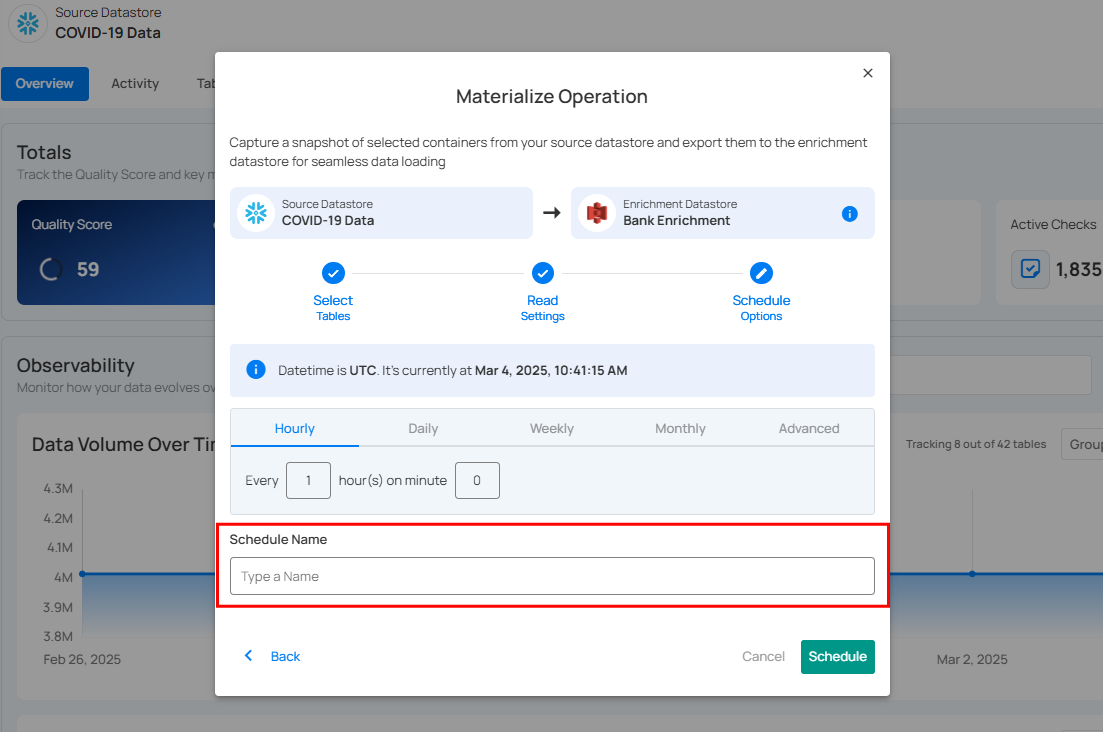 Source Datastore
COVID-19 Data
Overview
Activity
Totals
Track the Quality Score and key
Quality Score
59
Active Checks
1,835
Observability
Monitor how your data evolves
Data Volume Over
Tracking 8 out of 42 tables
4.3M
4.2M
4.1M
4M
3.9M
3.8M
Feb 26, 2025
Mar 2, 2025
Materialize Operation
Capture a snapshot of selected containers from your source datastore and export them to the enrichment
datastore for seamless data loading
Source Datastore
COVID-19 Data
Enrichment Datastore
Bank Enrichment
Select
Tables
Read
Settings
Schedule
Options
Datetime is UTC. It's currently at Mar 4, 2025, 10:41:15 AM
Hourly
Daily
Weekly
Monthly
Advanced
Every 1 hour(s) on minute 0
Schedule Name
Type a Name
Back
Cancel
Schedule